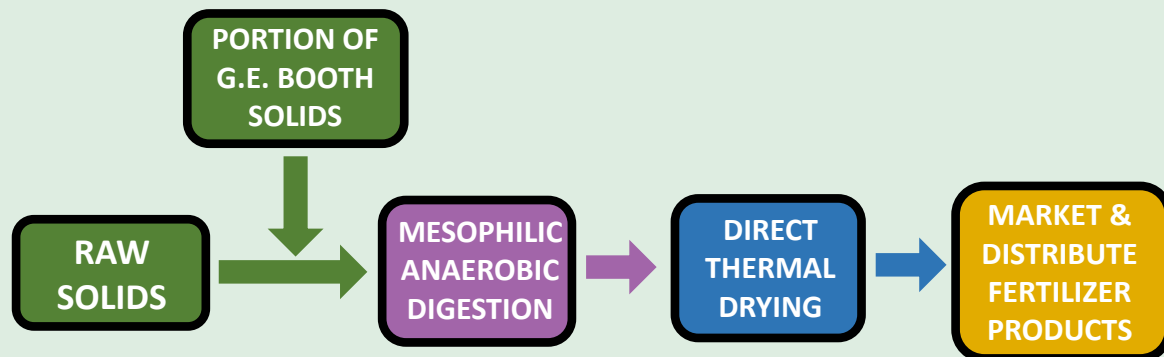 PORTION OF
G.E. BOOTH
SOLIDS
RAW
SOLIDS
MESOPHILIC
ANAEROBIC
DIGESTION
DIRECT
THERMAL
DRYING
MARKET &
DISTRIBUTE
FERTILIZER
PRODUCTS